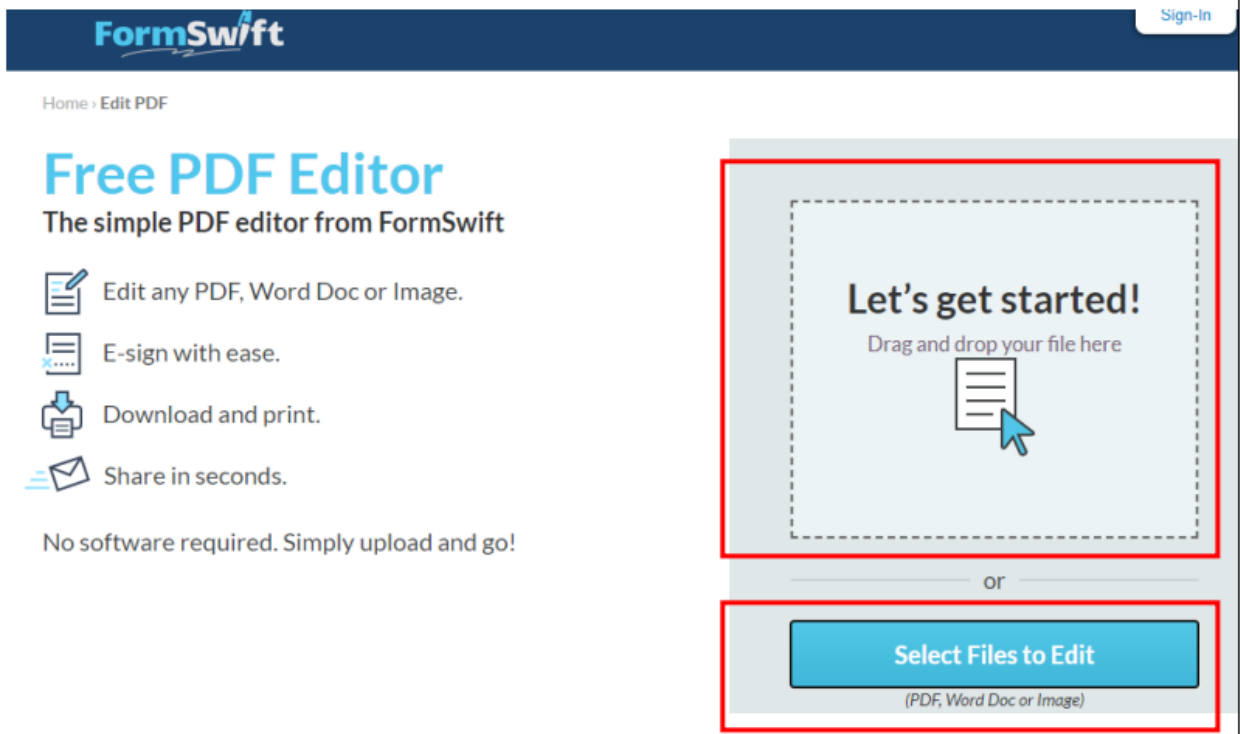 FormSwift
Sign-In
Home › Edit PDF
Free PDF Editor
The simple PDF editor from FormSwift
Edit any PDF, Word Doc or Image.
E-sign with ease.
Download and print.
Share in seconds.
No software required. Simply upload and go!
Let's get started!
Drag and drop your file here
or
Select Files to Edit
(PDF, Word Doc or Image)